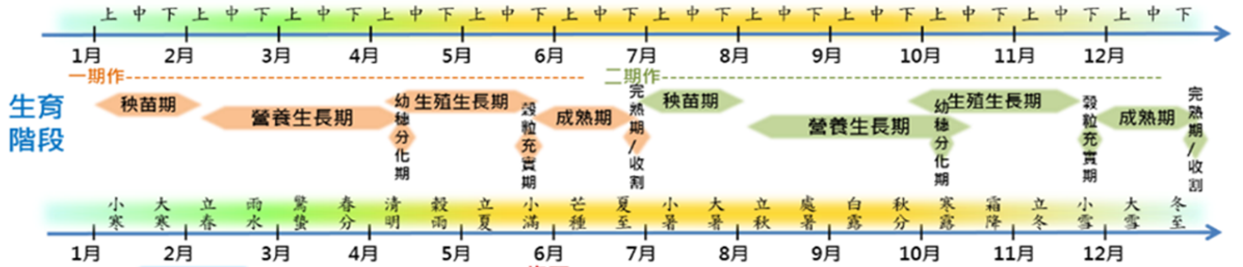 上 中 下 上 中 下 上 中 下 上 中 下 上 中 下 上 中 下 上 中 下 上 中 下 上 中 下 上 中 下 上 中 下 上 中 下
1月 2月 3月 4月 5月 6月 7月 8月 9月 10月 11月 12月
一期作 二期作
生育階段
秧苗期
營養生長期
幼穗分化期
生殖生長期
穀粒充實期
成熟期
完熟期/收割
秧苗期
營養生長期
幼穗分化期
生殖生長期
穀粒充實期
成熟期
完熟期/收割
小寒 大寒 立春 雨水 驚蟄 春分 清明 穀雨 立夏 小滿 芒種 夏至 小暑 大暑 立秋 處暑 白露 秋分 寒露 霜降 立冬 小雪 大雪 冬至
1月 2月 3月 4月 5月 6月 7月 8月 9月 10月 11月 12月